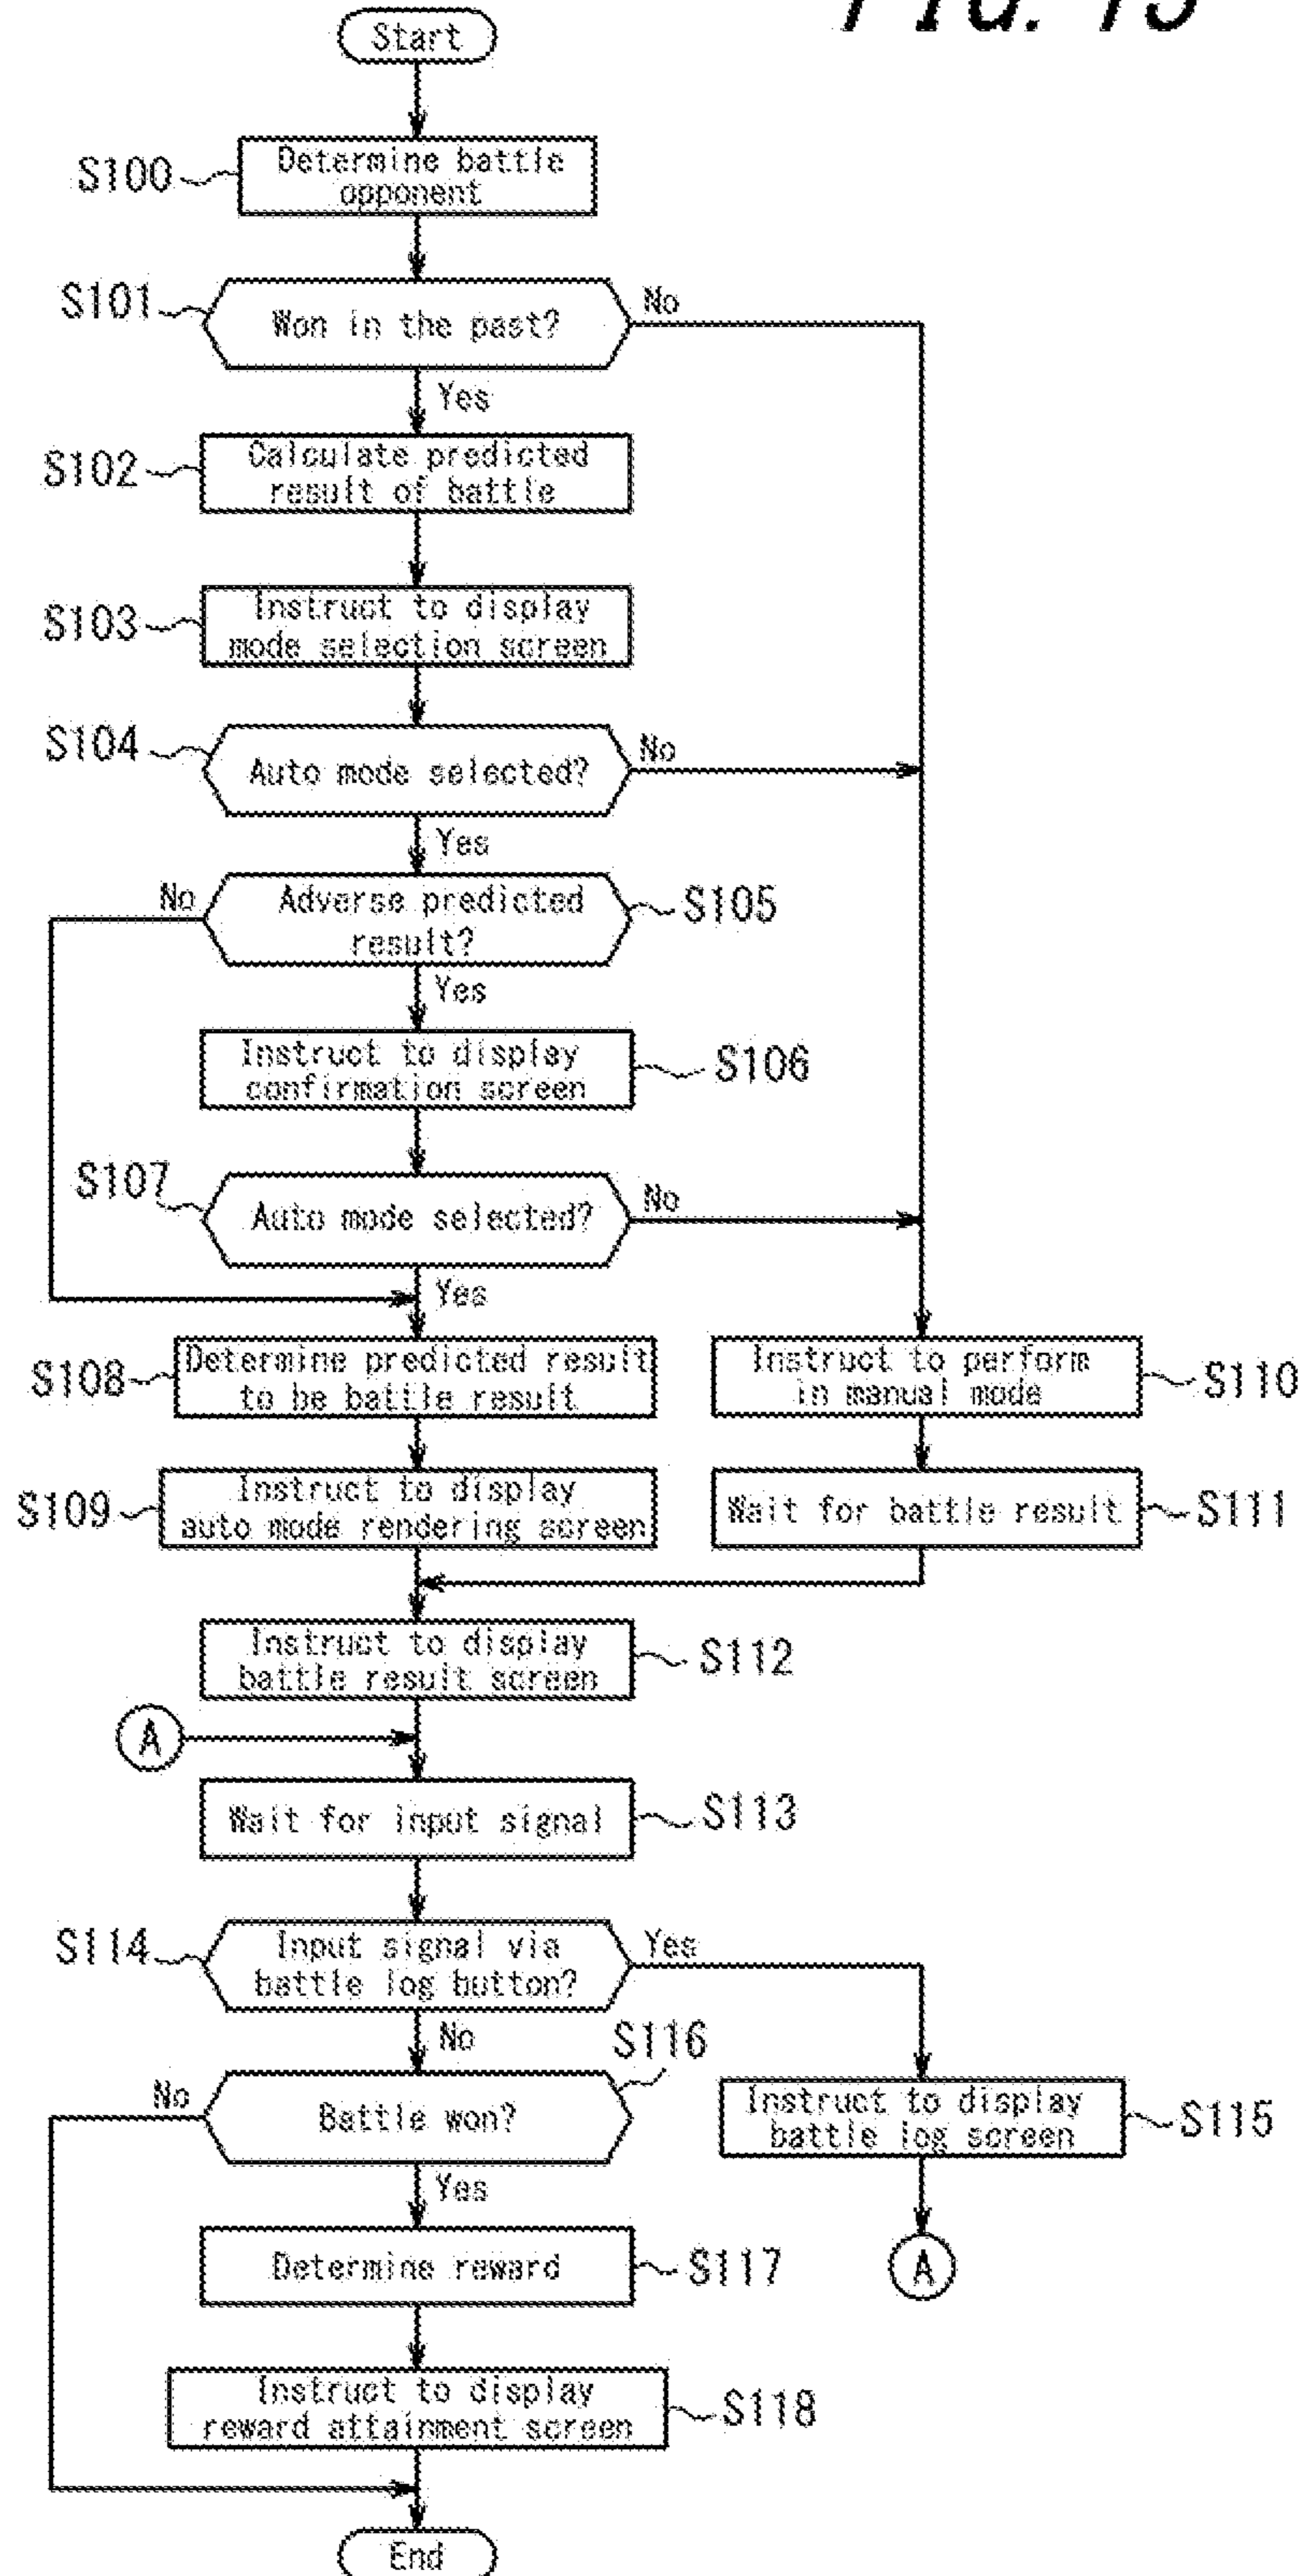 FIG. 15
Start
S100
Determine battle
opponent
S101
Won in the past?
No
Yes
S102
Calculate predicted
result of battle
S103
Instruct to display
mode selection screen
S104
Auto mode selected?
No
Yes
No
Adverse predicted
result?
S105
Yes
Instruct to display
confirmation screen
S106
S107
Auto mode selected?
No
Yes
S108
Determine predicted result
to be battle result
Instruct to perform
in manual mode
S110
S109
Instruct to display
auto mode rendering screen
Wait for battle result
S111
Instruct to display
battle result screen
S112
A
Wait for input signal
S113
S114
Input signal via
battle log button?
Yes
No
S116
No
Battle won?
Instruct to display
battle log screen
S115
Yes
Determine reward
S117
A
Instruct to display
reward attainment screen
S118
End